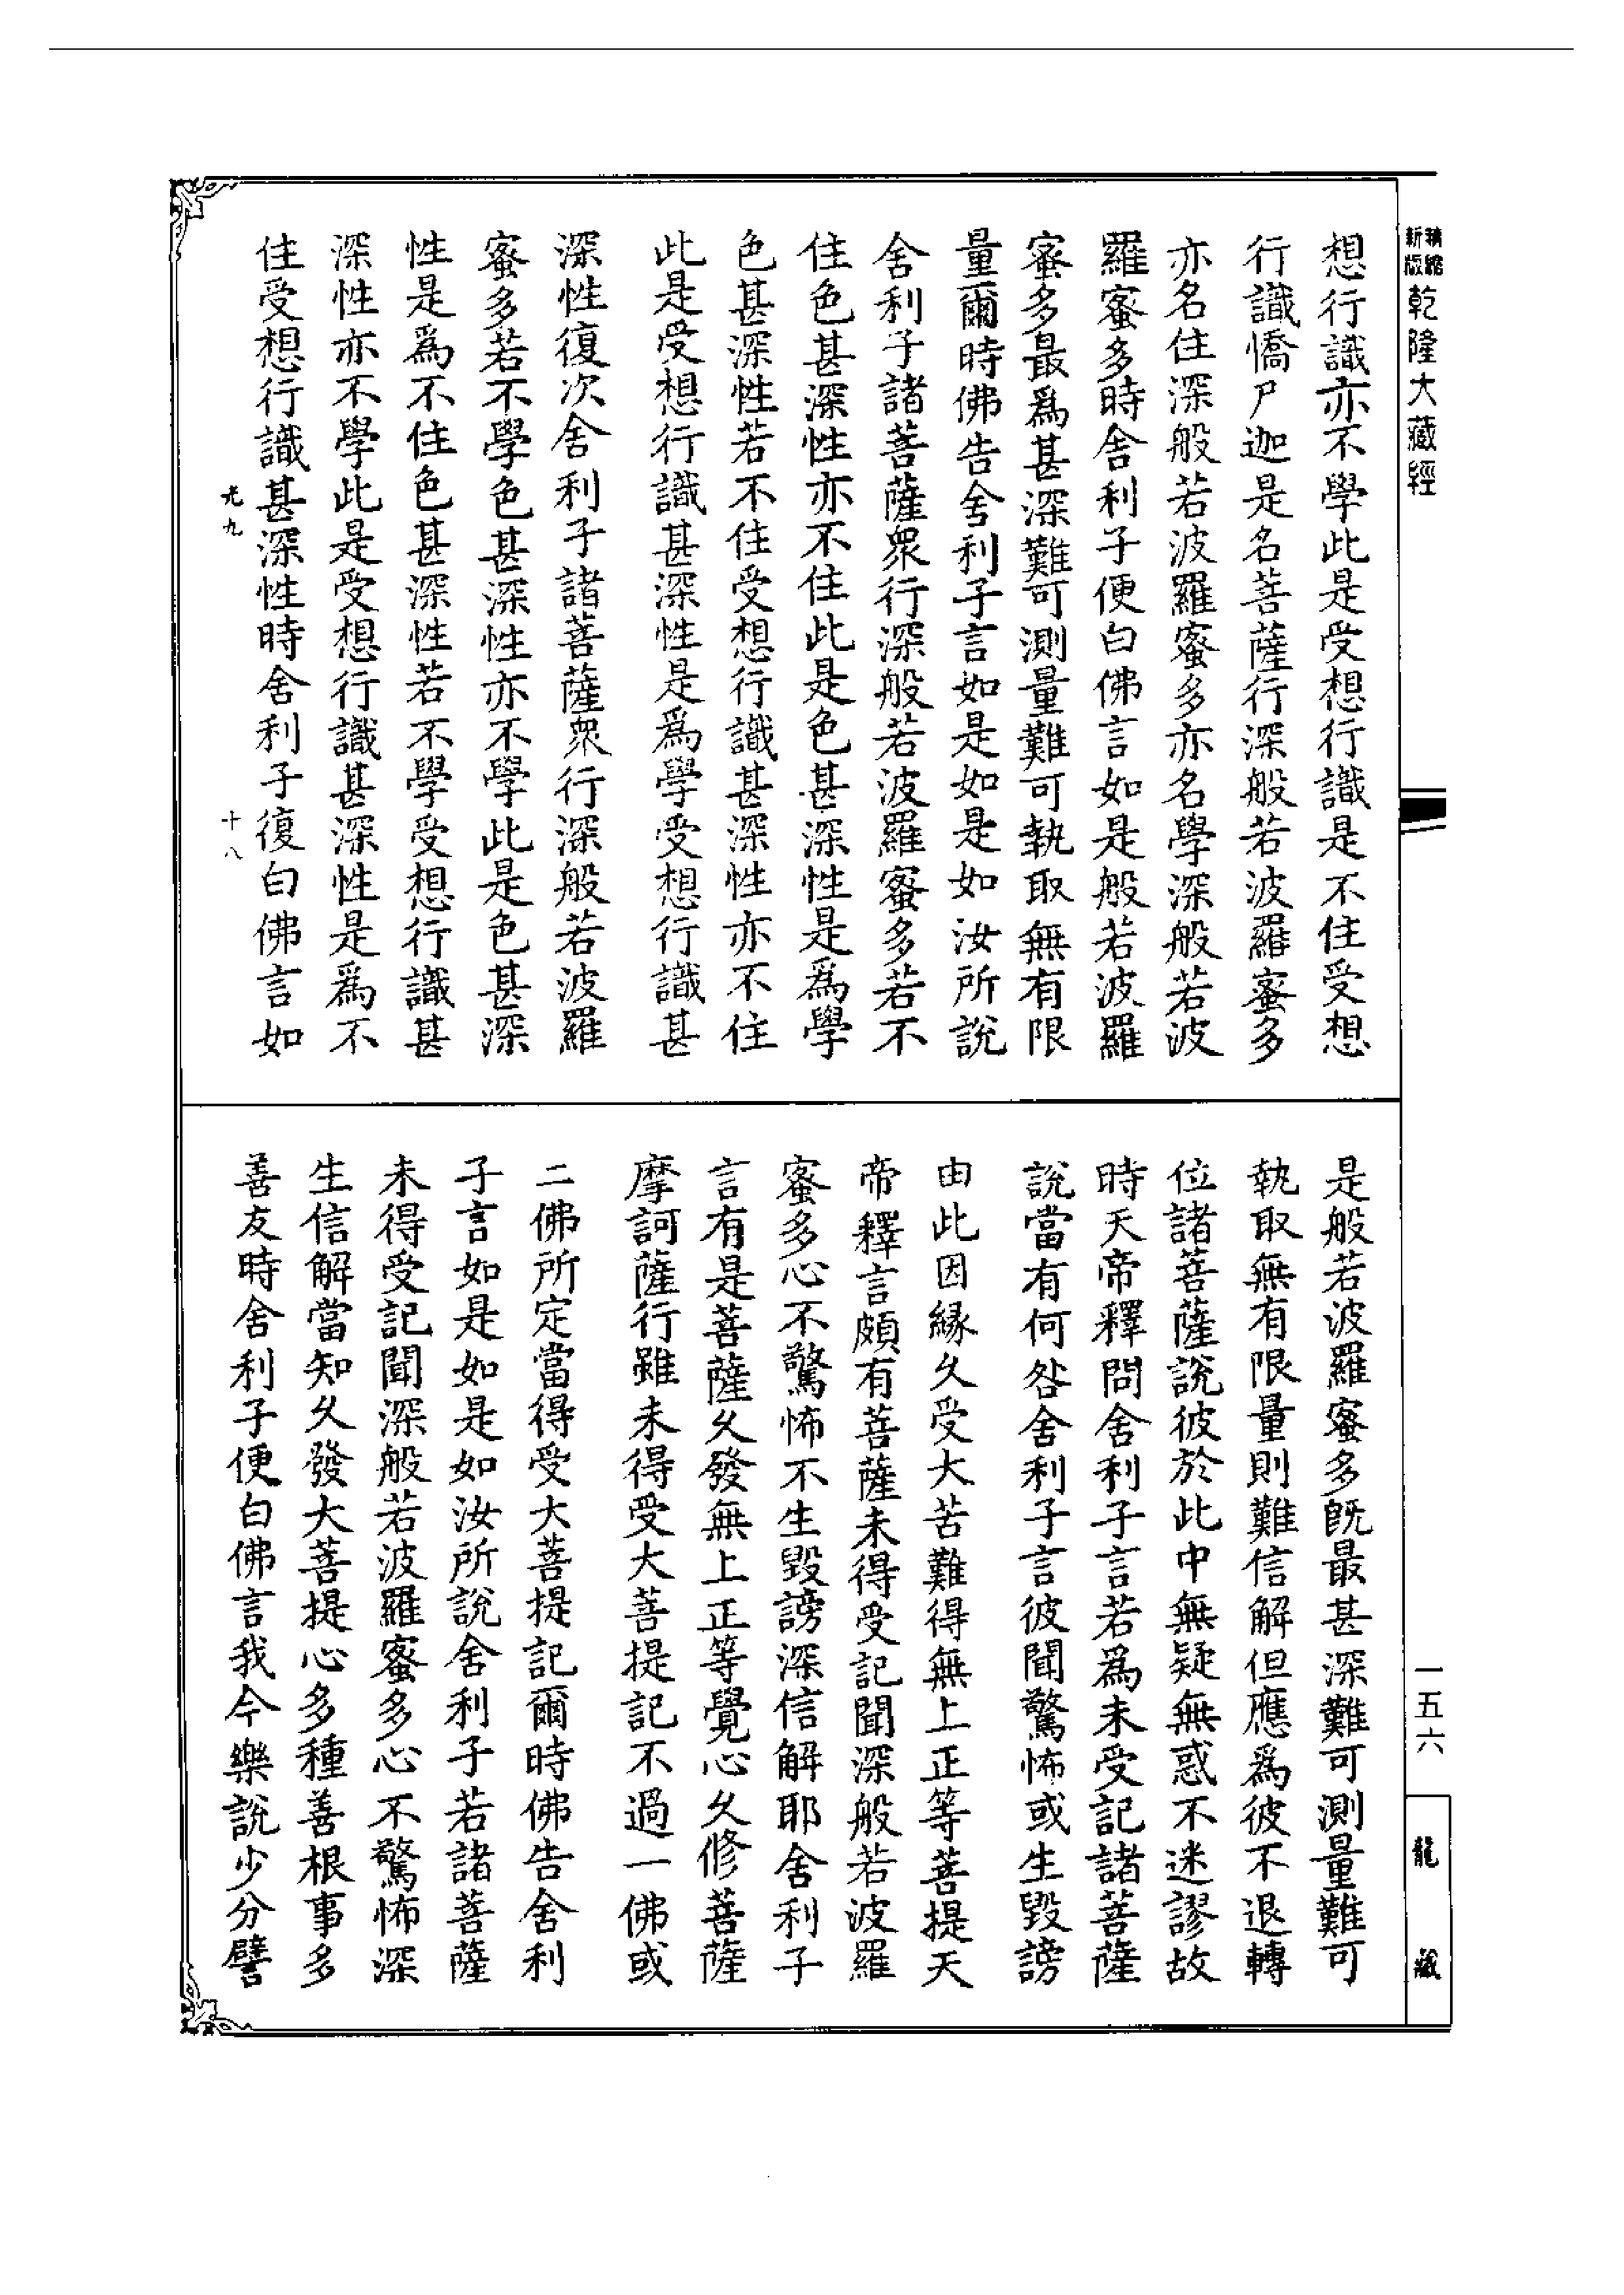 精縮新版乾隆大藏經
想行識亦不學此是受想行識是不住受想
行識憍尸迦是名菩薩行深般若波羅蜜多
亦名住深般若波羅蜜多亦名學深般若波
羅蜜多時舍利子便白佛言如是般若波羅
蜜多最爲甚深難可測量難可執取無有限
量爾時佛告舍利子言如是如是如汝所說
舍利子諸菩薩眾行深般若波羅蜜多若不
住色甚深性亦不住此是色甚深性是爲學
色甚深性若不住受想行識甚深性亦不住
此是受想行識甚深性是爲學受想行識甚
深性復次舍利子諸菩薩眾行深般若波羅
蜜多若不學色甚深性亦不學此是色甚深
性是爲不住色甚深性若不學受想行識甚
深性亦不學此是受想行識甚深性是爲不
住受想行識甚深性時舍利子復白佛言如
光九
十八
是般若波羅蜜多既最甚深難可測量難可
執取無有限量則難信解但應爲彼不退轉
位諸菩薩說彼於此中無疑無惑不迷謬故
時天帝釋問舍利子言若爲未受記諸菩薩
說當有何咎舍利子言彼聞驚怖或生毀謗
由此因緣久受大苦難得無上正等菩提天
帝釋言頗有菩薩未得受記聞深般若波羅
蜜多心不驚怖不生毀謗深信解耶舍利子
言有是菩薩久發無上正等覺心久修菩薩
摩訶薩行雖未得受大菩提記不過一佛或
二佛所定當得受大菩提記爾時佛告舍利
子言如是如是如汝所說舍利子若諸菩薩
未得受記聞深般若波羅蜜多心不驚怖深
生信解當知久發大菩提心多種善根事多
善友時舍利子便白佛言我今樂說少分譬
一五六
龍藏